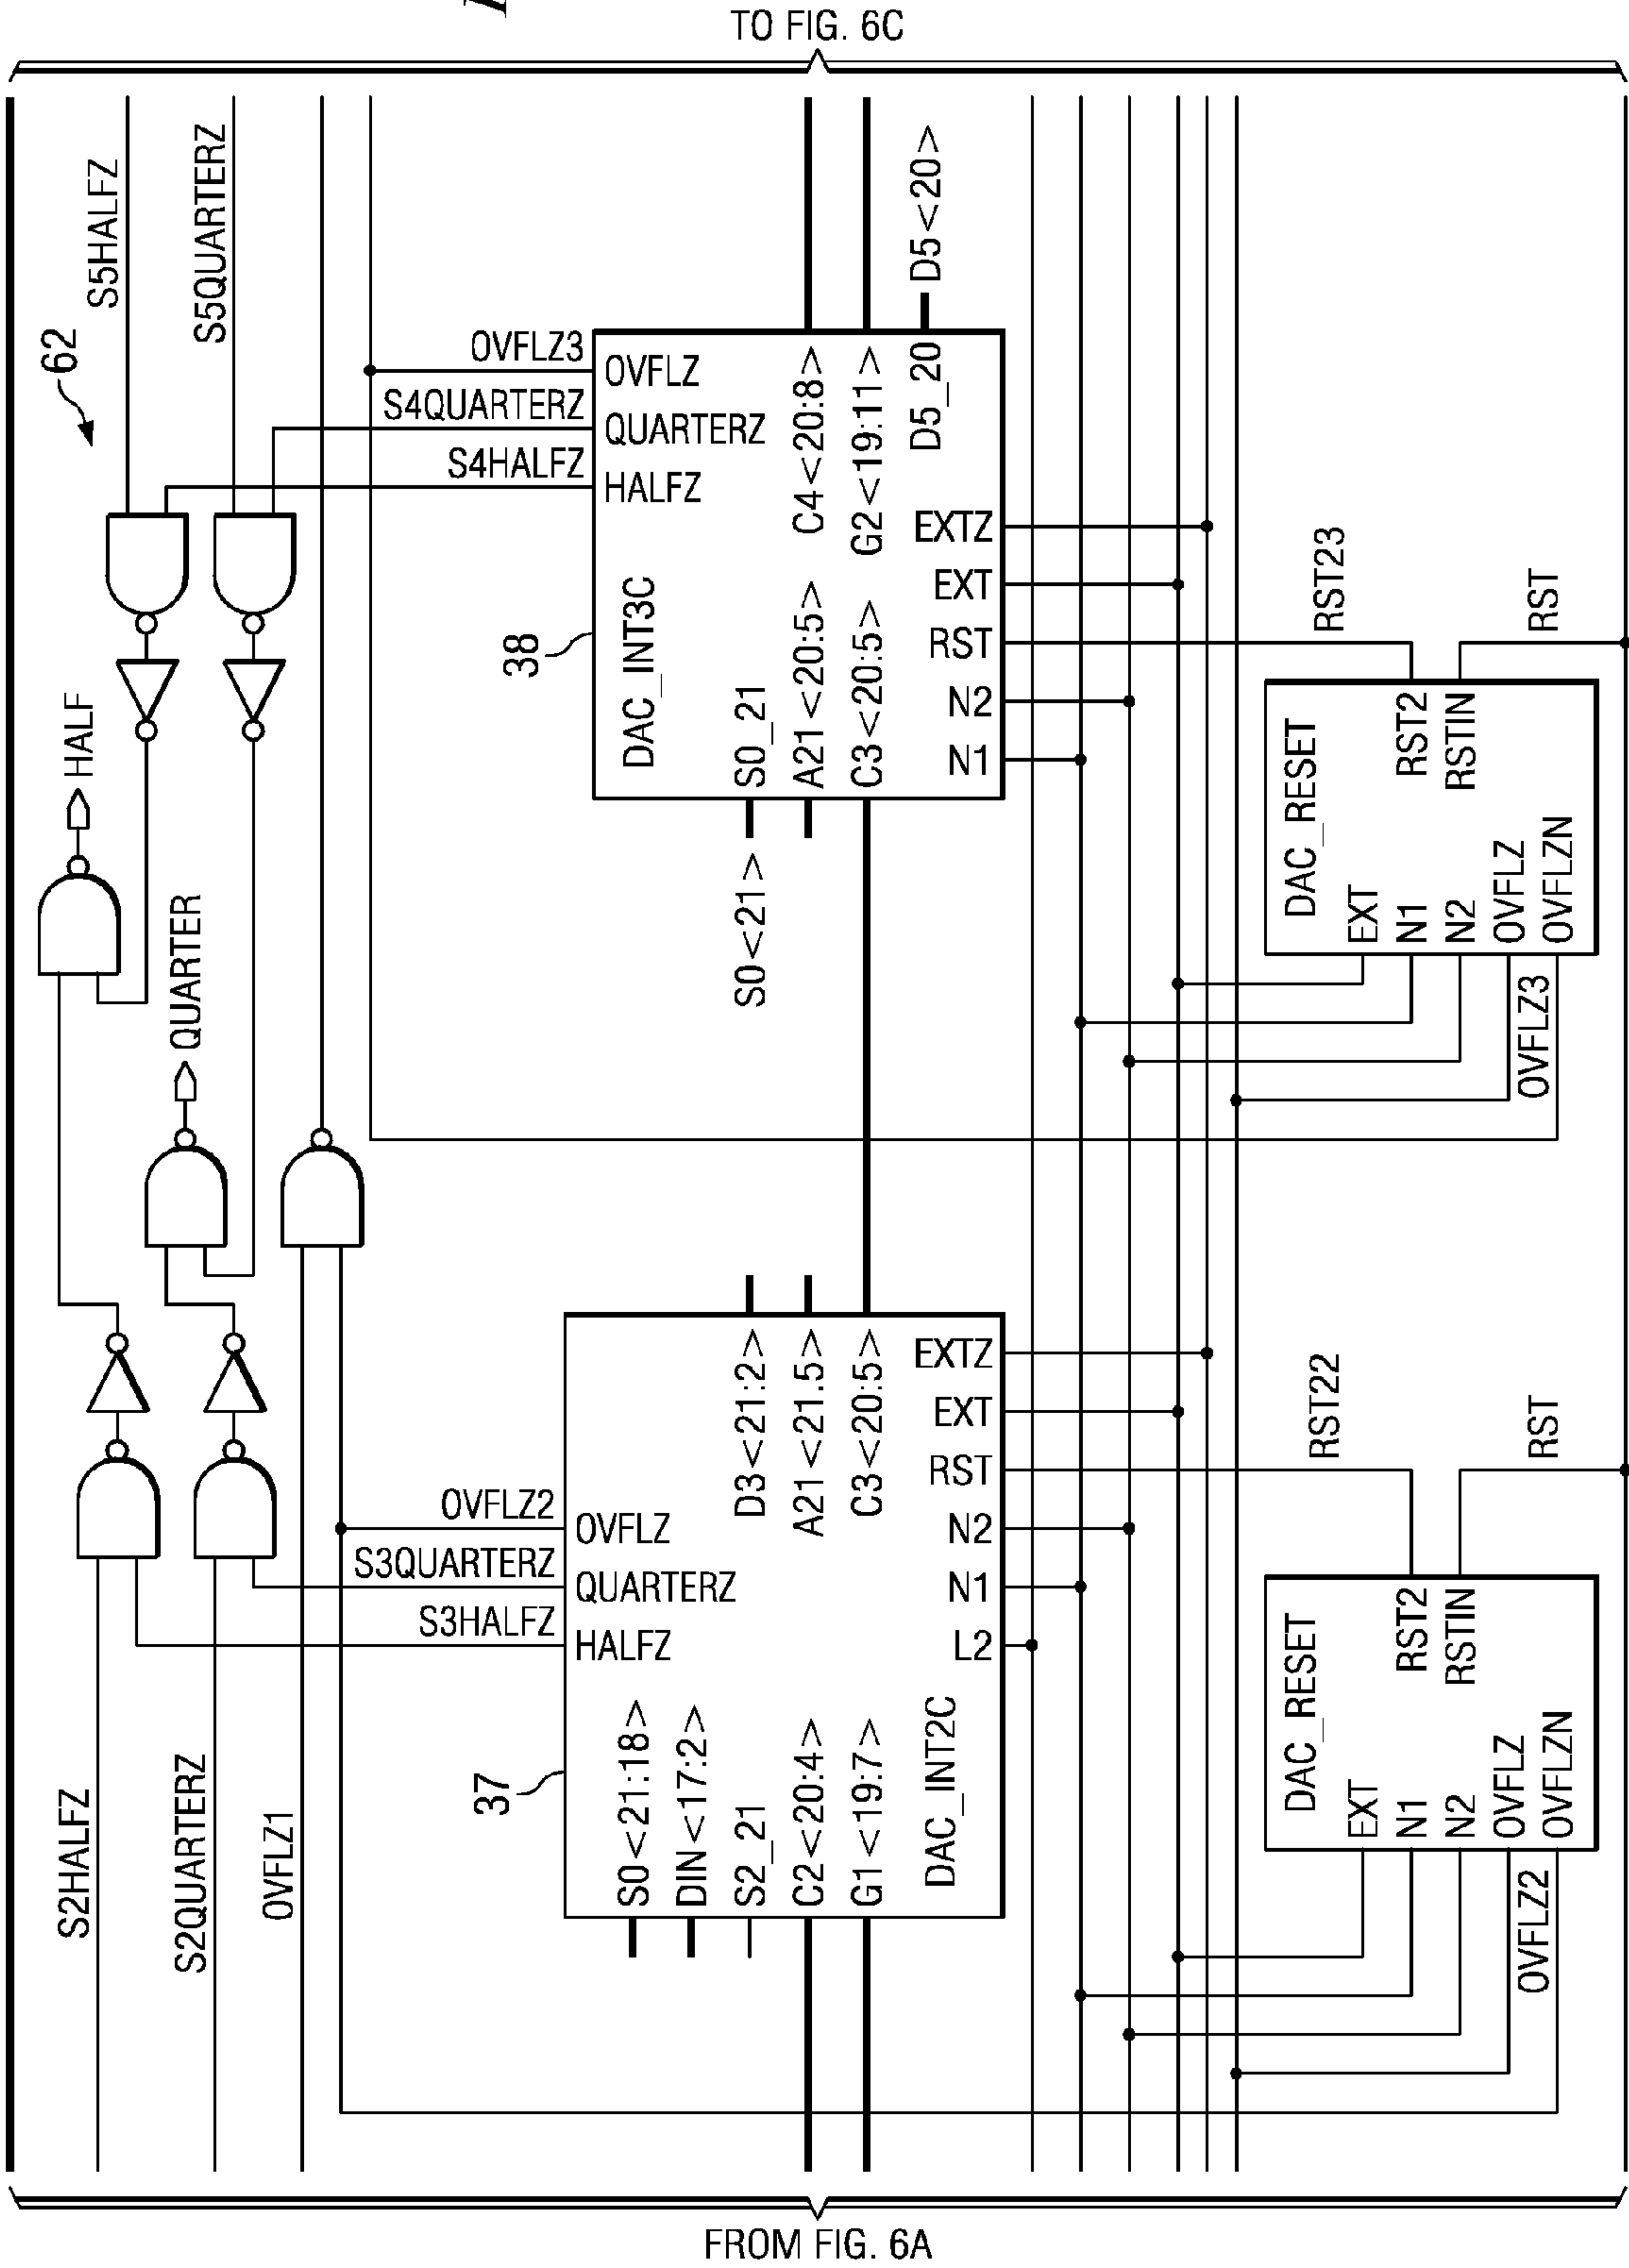 TO FIG. 6C
S5HALFZ
S5QUARTERZ
62
HALF
QUARTER
S2HALFZ
S2QUARTERZ
OVFLZ1
OVFLZ3
S4QUARTERZ
S4HALFZ
38
OVFLZ
QUARTERZ
HALFZ
DAC_INT3C
S0<21>
S0_21
A21<20:5>
C3<20:5>
C4<20:8>
G2<19:11>
D5_20
D5<20>
N1
N2
RST
EXT
EXTZ
RST23
RST
DAC_RESET
EXT
N1
N2
OVFLZ
OVFLZN
RST2
RSTIN
OVFLZ3
OVFLZ2
S3QUARTERZ
S3HALFZ
37
OVFLZ
QUARTERZ
HALFZ
S0<21:18>
DIN<17:2>
S2_21
C2<20:4>
G1<19:7>
D3<21:2>
A21<21.5>
C3<20:5>
DAC_INT2C
L2
N1
N2
RST
EXT
EXTZ
RST22
RST
DAC_RESET
EXT
N1
N2
OVFLZ
OVFLZN
RST2
RSTIN
OVFLZ2
FROM FIG. 6A